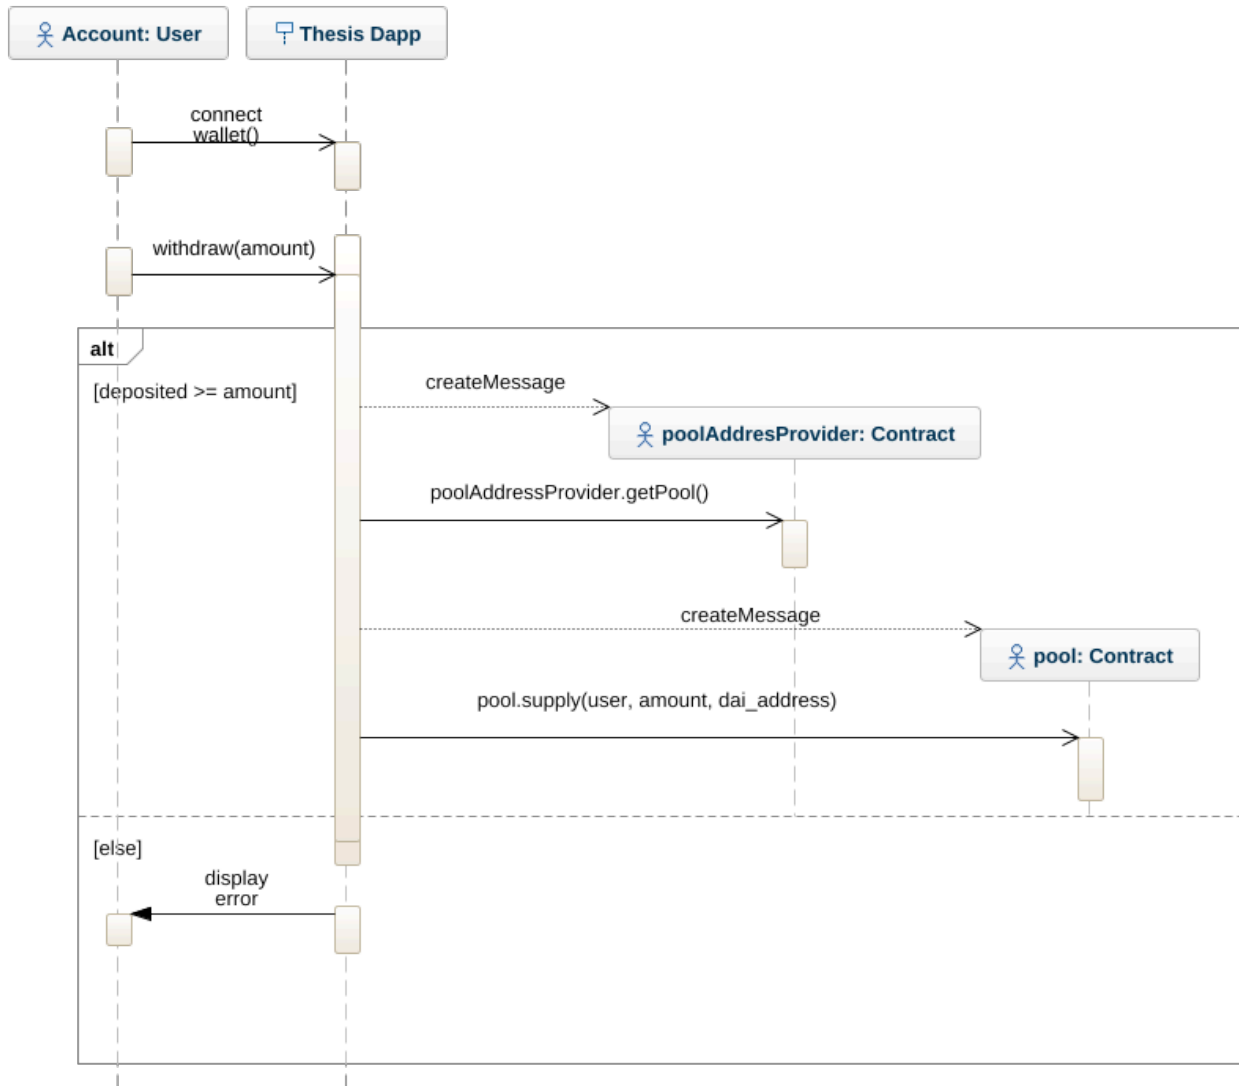 Account: User
Thesis Dapp
connect
wallet()
withdraw(amount)
alt
[deposited >= amount]
createMessage
poolAddresProvider: Contract
poolAddressProvider.getPool()
createMessage
pool: Contract
pool.supply(user, amount, dai_address)
[else]
display
error